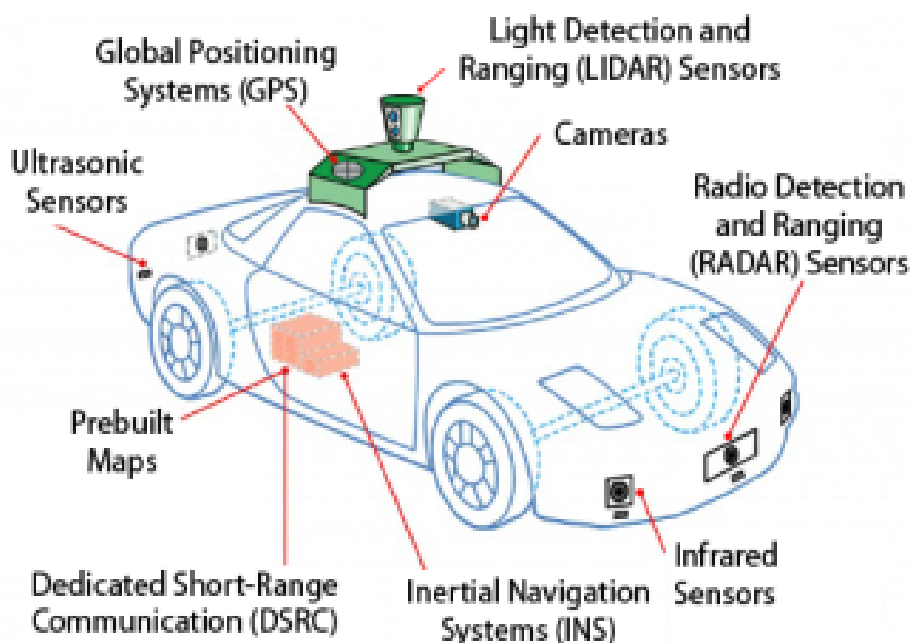 Global Positioning
Systems (GPS)
Light Detection and
Ranging (LIDAR) Sensors
Cameras
Ultrasonic
Sensors
Radio Detection
and Ranging
(RADAR) Sensors
Prebuilt
Maps
Dedicated Short-Range
Communication (DSRC)
Inertial Navigation
Systems (INS)
Infrared
Sensors